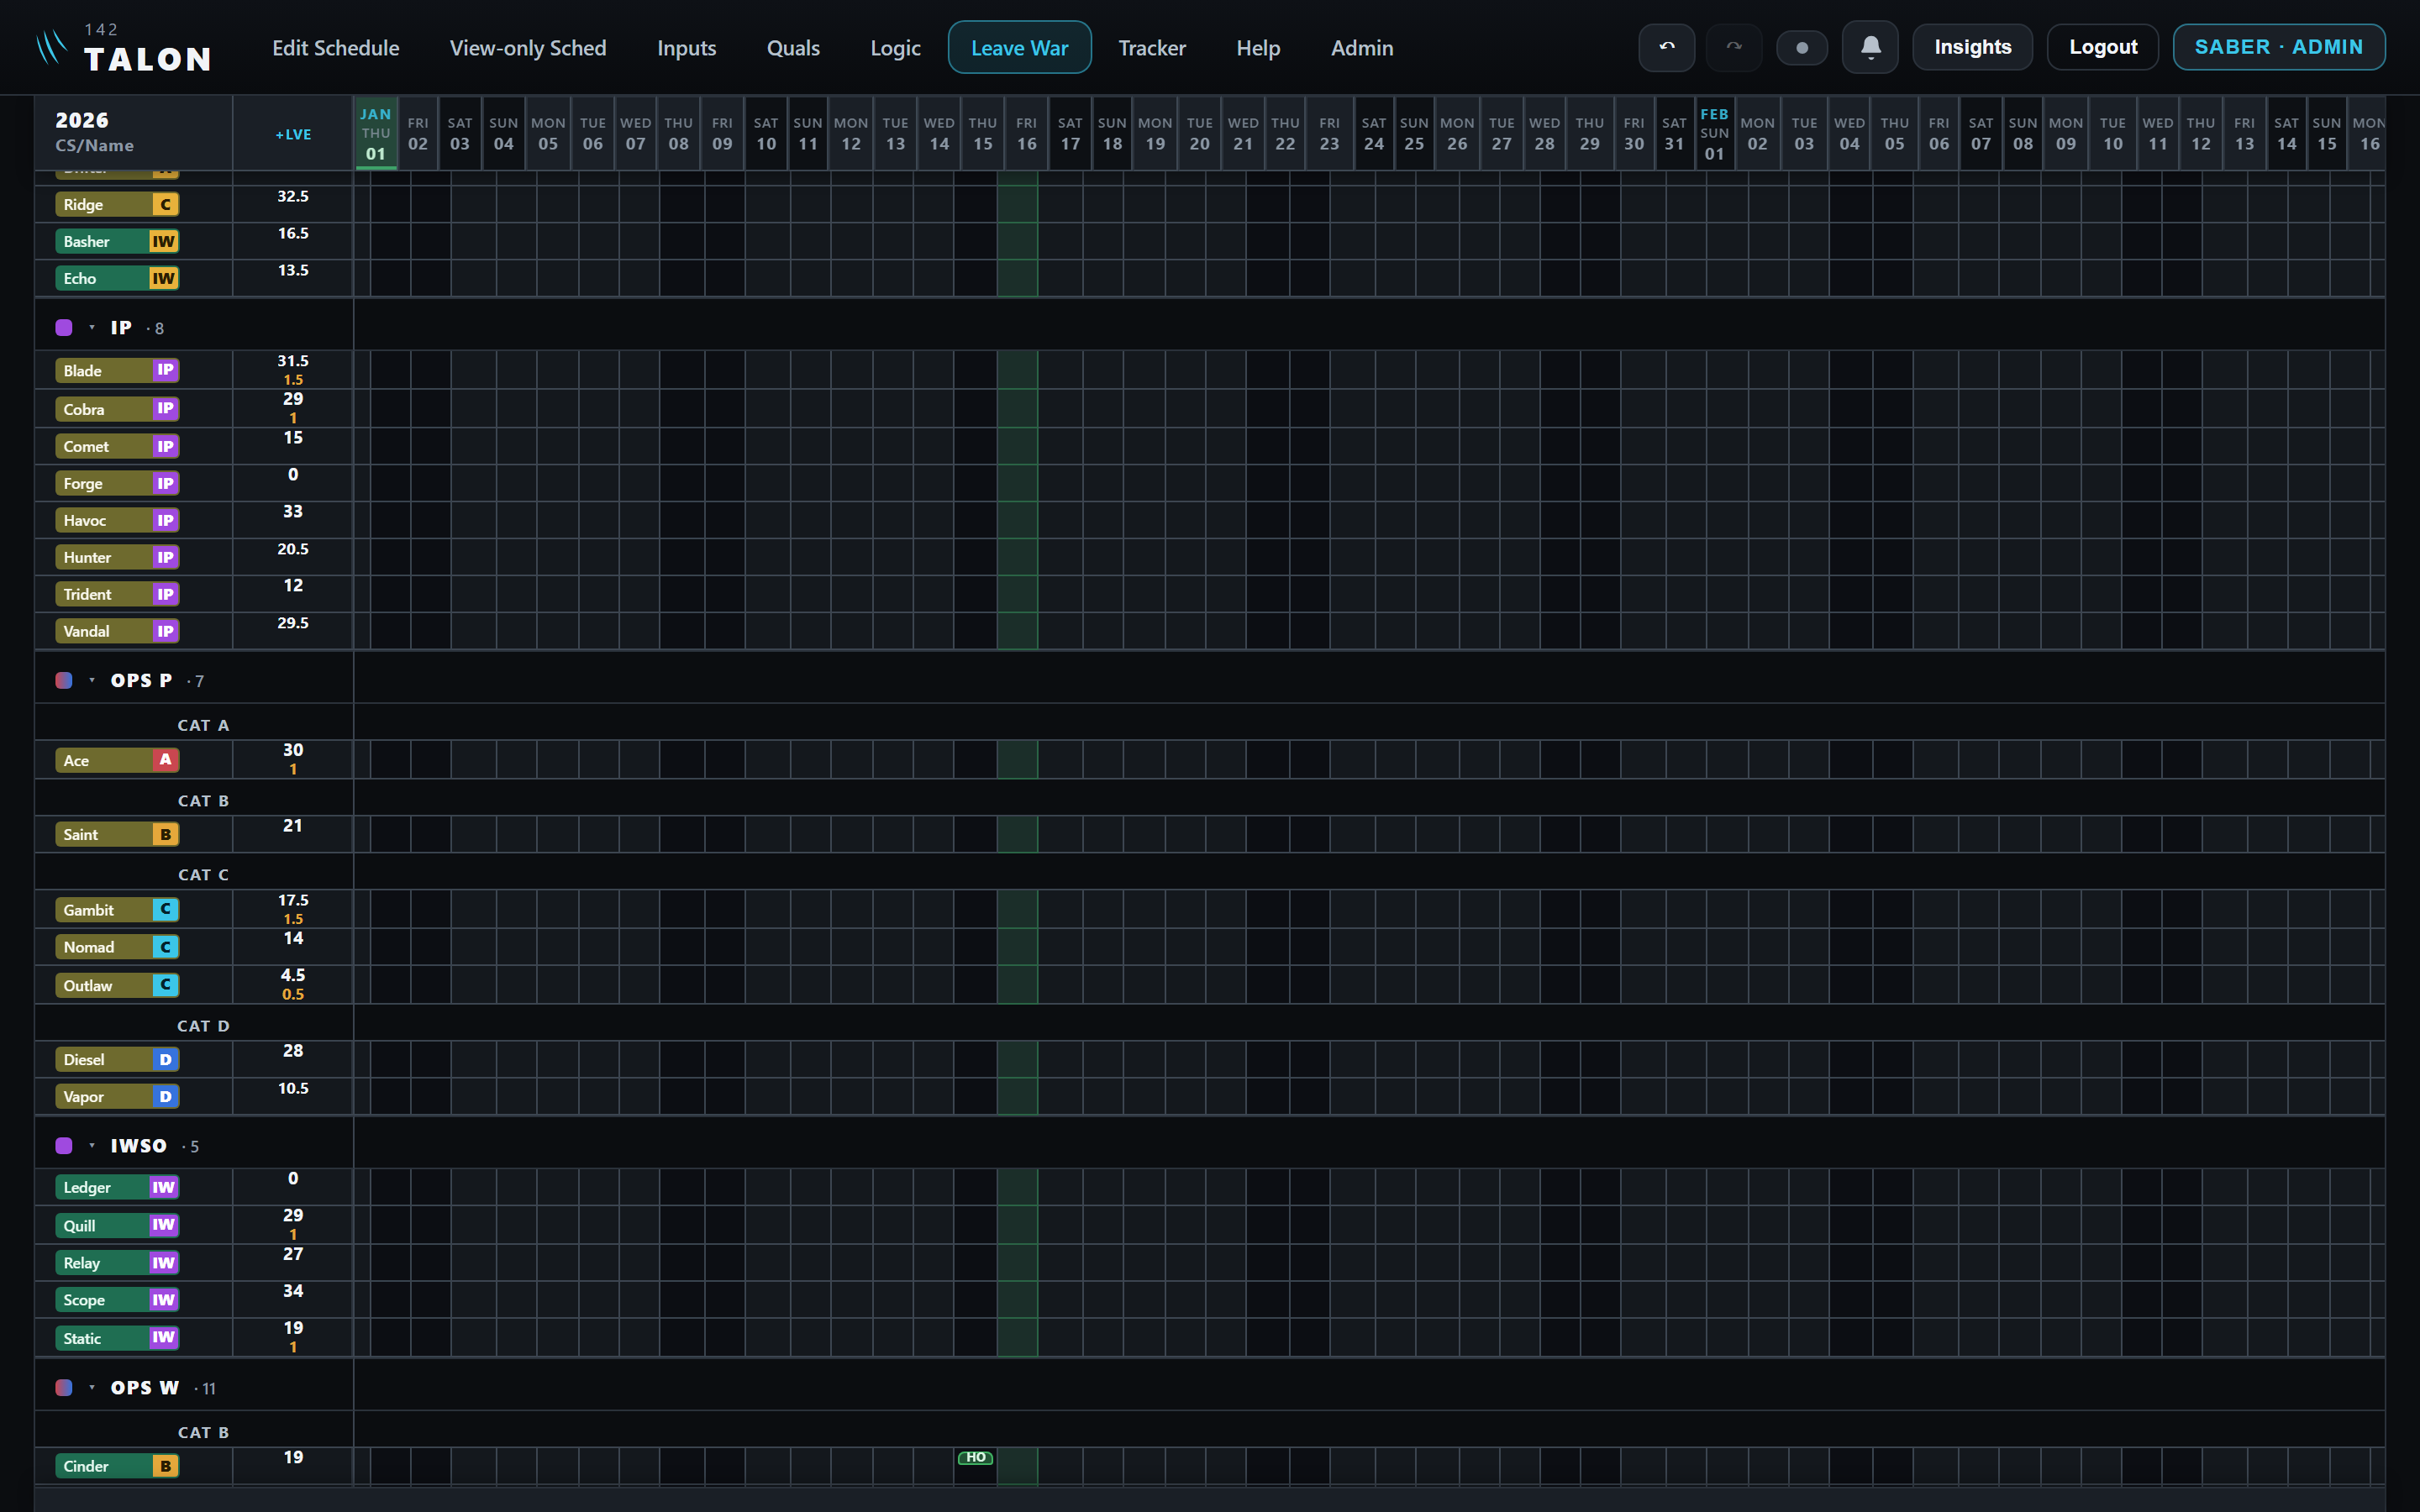 142
TALON
Edit Schedule View-only Sched Inputs Quals Logic Leave War Tracker Help Admin Insights Logout SABER · ADMIN
2026
CS/Name
+LVE
JAN THU 01 FRI 02 SAT 03 SUN 04 MON 05 TUE 06 WED 07 THU 08 FRI 09 SAT 10 SUN 11 MON 12 TUE 13 WED 14 THU 15 FRI 16 SAT 17 SUN 18 MON 19 TUE 20 WED 21 THU 22 FRI 23 SAT 24 SUN 25 MON 26 TUE 27 WED 28 THU 29 FRI 30 SAT 31 FEB SUN 01 MON 02 TUE 03 WED 04 THU 05 FRI 06 SAT 07 SUN 08 MON 09 TUE 10 WED 11 THU 12 FRI 13 SAT 14 SUN 15 MON 16
Ridge C 32.5
Basher IW 16.5
Echo IW 13.5
IP · 8
Blade IP 31.5
1.5
Cobra IP 29
1
Comet IP 15
Forge IP 0
Havoc IP 33
Hunter IP 20.5
Trident IP 12
Vandal IP 29.5
OPS P · 7
CAT A
Ace A 30
1
CAT B
Saint B 21
CAT C
Gambit C 17.5
1.5
Nomad C 14
Outlaw C 4.5
0.5
CAT D
Diesel D 28
Vapor D 10.5
IWSO · 5
Ledger IW 0
Quill IW 29
1
Relay IW 27
Scope IW 34
Static IW 19
1
OPS W · 11
CAT B
Cinder B 19 HO